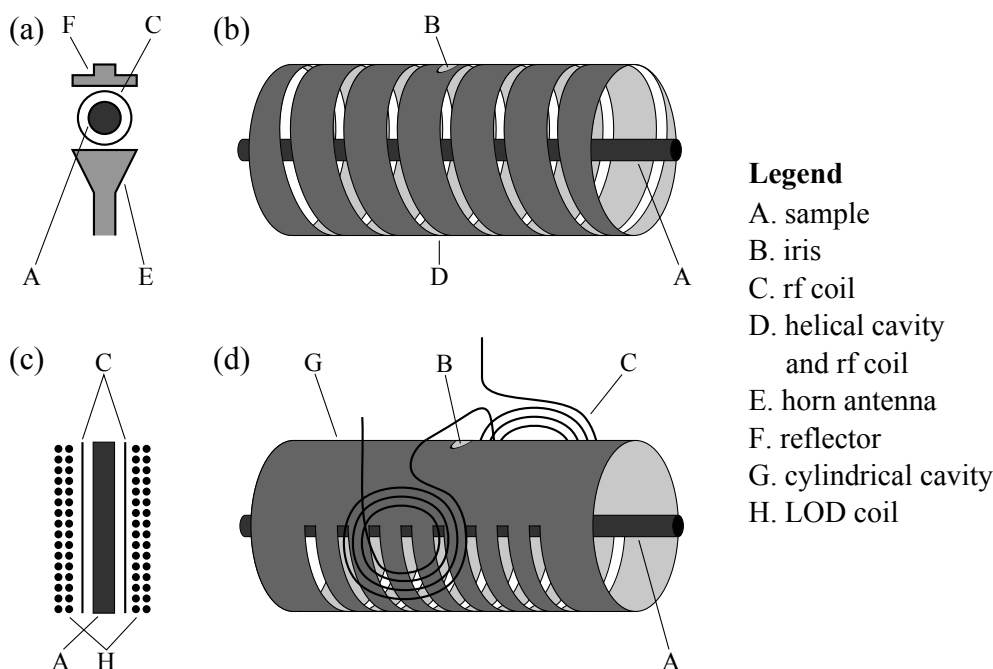 (a)
F
C
A
E
(b)
B
D
A
(c)
C
A
H
(d)
G
B
C
A
Legend
A. sample
B. iris
C. rf coil
D. helical cavity
and rf coil
E. horn antenna
F. reflector
G. cylindrical cavity
H. LOD coil